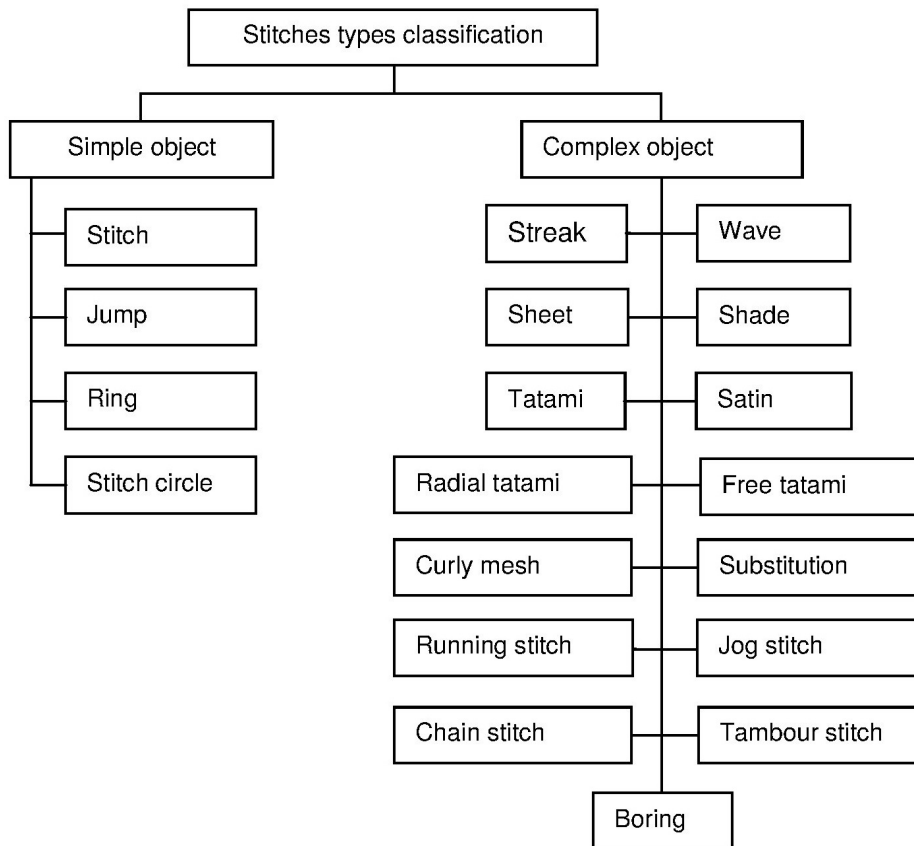 Stitches types classification
Simple object
Complex object
Stitch
Jump
Ring
Stitch circle
Streak
Wave
Sheet
Shade
Tatami
Satin
Radial tatami
Free tatami
Curly mesh
Substitution
Running stitch
Jog stitch
Chain stitch
Tambour stitch
Boring